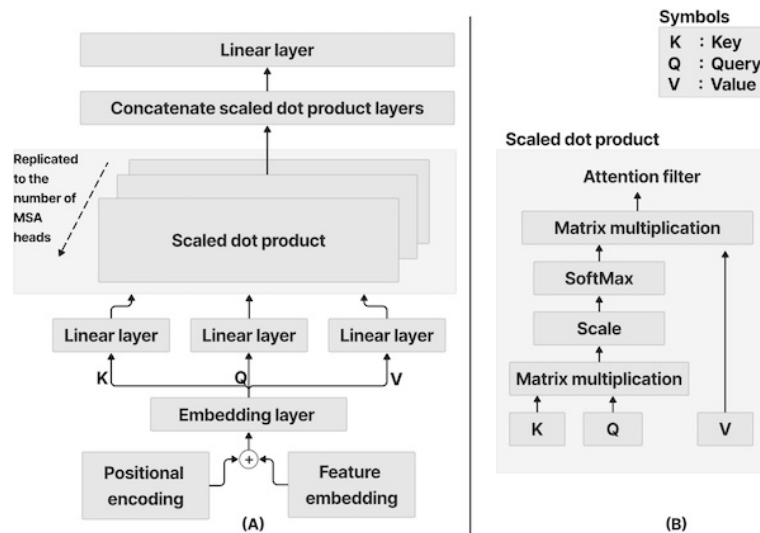 Linear layer
Concatenate scaled dot product layers
Replicated
to the
number of
MSA
heads
Scaled dot product
Linear layer
Linear layer
Linear layer
K
Q
V
Embedding layer
Positional
encoding
+
Feature
embedding
(A)
Symbols
K : Key
Q : Query
V : Value
Scaled dot product
Attention filter
Matrix multiplication
SoftMax
Scale
Matrix multiplication
K
Q
V
(B)